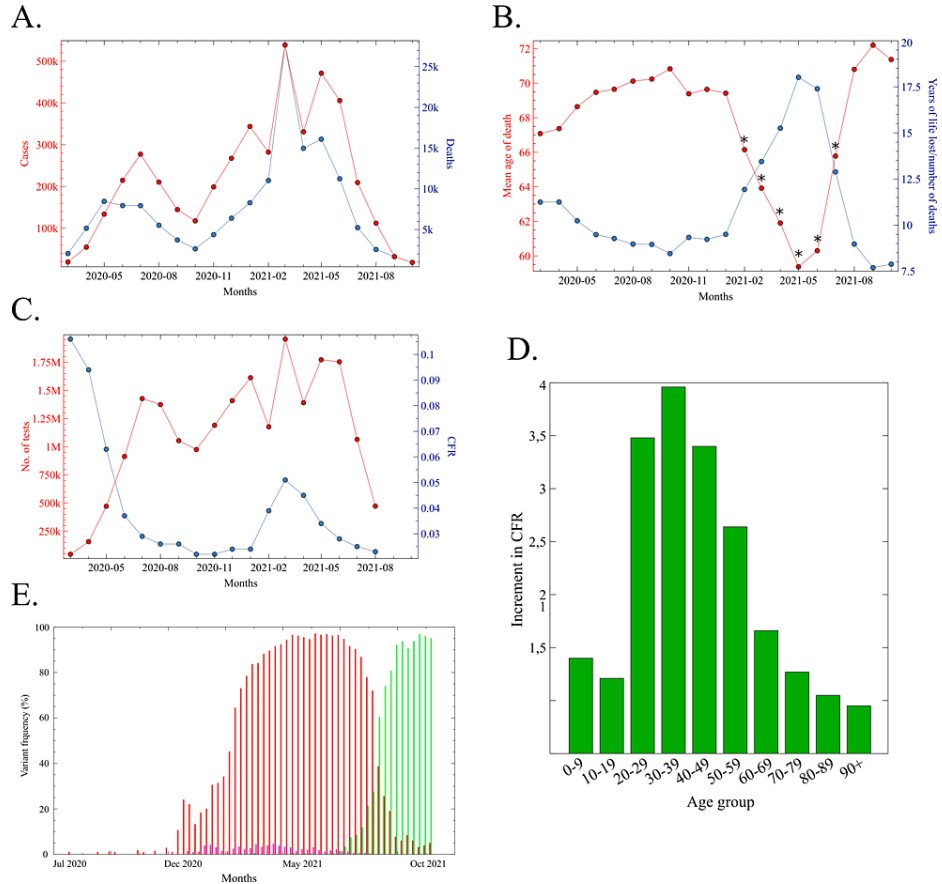 A.
500k
400k
300k
200k
100k
Cases
25k
20k
15k
10k
5k
Deaths
2020-05
2020-08
2020-11
2021-02
2021-05
2021-08
Months
B.
72
70
68
66
64
62
60
Mean age of death
20
17.5
15
12.5
10
7.5
Years of life loss/number of deaths
*
*
*
*
*
*
2020-05
2020-08
2020-11
2021-02
2021-05
2021-08
Months
C.
1.75M
1.5M
1.25M
1M
750k
500k
250k
No. of tests
0.1
0.09
0.08
0.07
0.06
0.05
0.04
0.03
CFR
2020-05
2020-08
2020-11
2021-02
2021-05
2021-08
Months
D.
4
3,5
3
2,5
2
1
1,5
Increment in CFR
0-9
10-19
20-29
30-39
40-49
50-59
60-69
70-79
80-89
90+
Age group
E.
100
80
60
40
20
0
Variant frquency (%)
Jul 2020
Dec 2020
May 2021
Oct 2021
Months